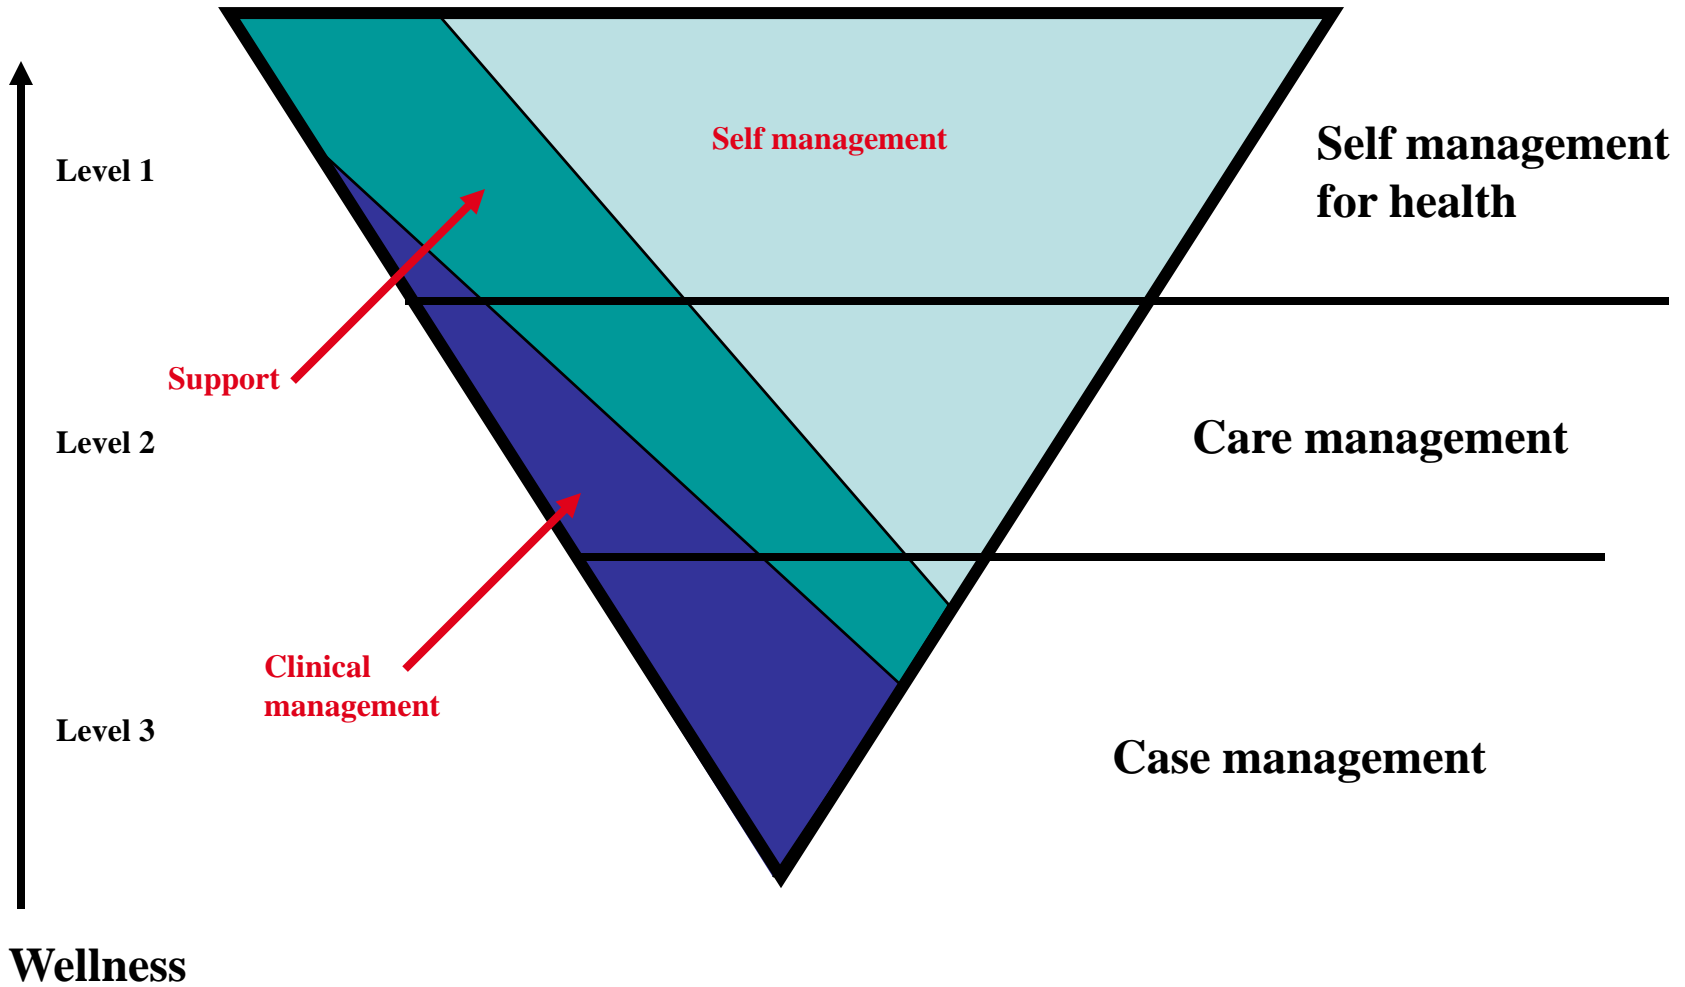 Self management
Level 1
Self management
for health
Support
Level 2
Care management
Clinical
management
Level 3
Case management
Wellness